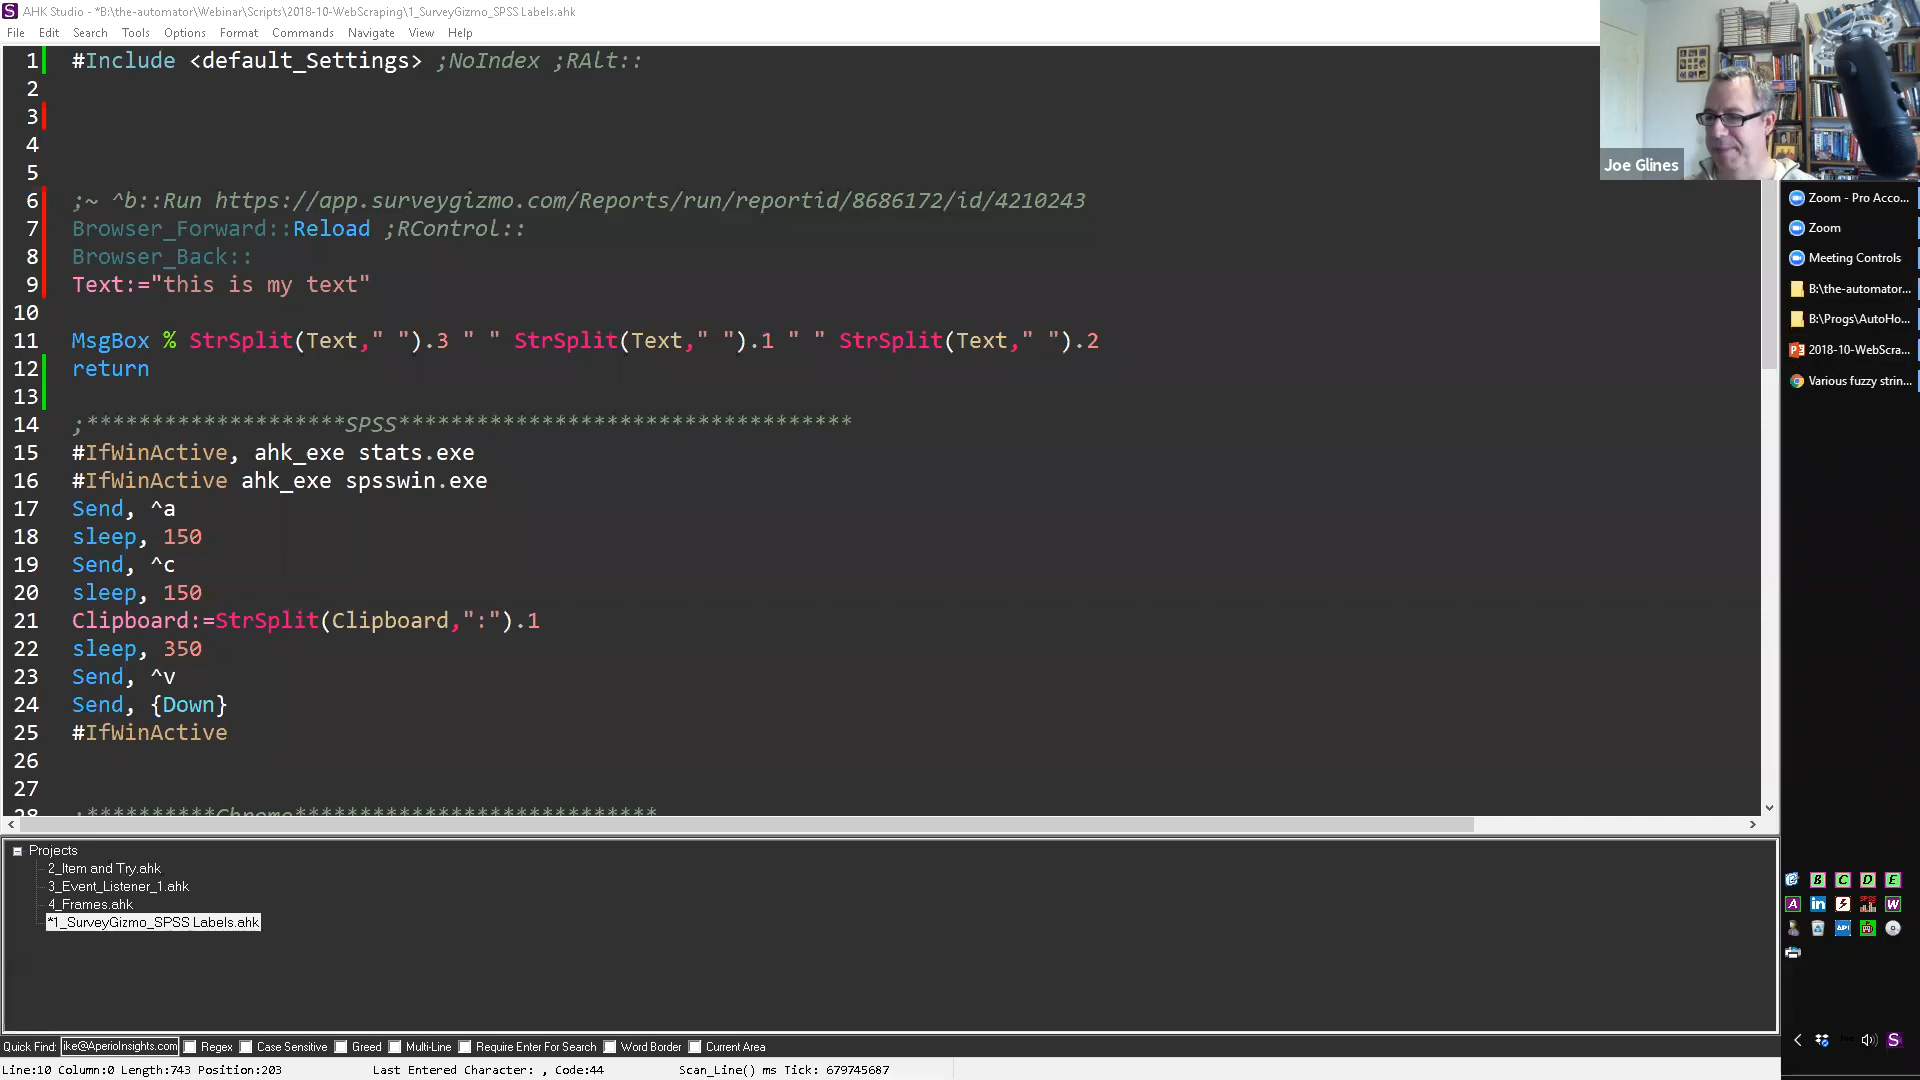 AHK Studio - *B:\the-automator\Webinar\Scripts\2018-10-WebScraping\1_SurveyGizmo_SPSS Labels.ahk
File Edit Search Tools Options Format Commands Navigate View Help
1 #Include <default_Settings> ;NoIndex ;RAlt::
2
3
4
5
6 ;~ ^b::Run https://app.surveygizmo.com/Reports/run/reportid/8686172/id/4210243
7 Browser_Forward::Reload ;RControl::
8 Browser_Back::
9 Text:="this is my text"
10
11 MsgBox % StrSplit(Text," ").3 " " StrSplit(Text," ").1 " " StrSplit(Text," ").2
12 return
13
14 ;********************SPSS***********************************
15 #IfWinActive, ahk_exe stats.exe
16 #IfWinActive ahk_exe spsswin.exe
17 Send, ^a
18 sleep, 150
19 Send, ^c
20 sleep, 150
21 Clipboard:=StrSplit(Clipboard,":").1
22 sleep, 350
23 Send, ^v
24 Send, {Down}
25 #IfWinActive
26
27
28 ;**********Chrome****************************
Joe Glines
Zoom - Pro Acco...
Zoom
Meeting Controls
B:\the-automator...
B:\Progs\AutoHo...
2018-10-WebScra...
Various fuzzy strin...
Projects
2_Item and Try.ahk
3_Event_Listener_1.ahk
4_Frames.ahk
*1_SurveyGizmo_SPSS Labels.ahk
B C D E
A in SPSS W
API
Quick Find: ike@AperioInsights.com Regex Case Sensitive Greed Multi-Line Require Enter For Search Word Border Current Area
Line:10 Column:0 Length:743 Position:203 Last Entered Character: , Code:44 Scan_Line() ms Tick: 679745687